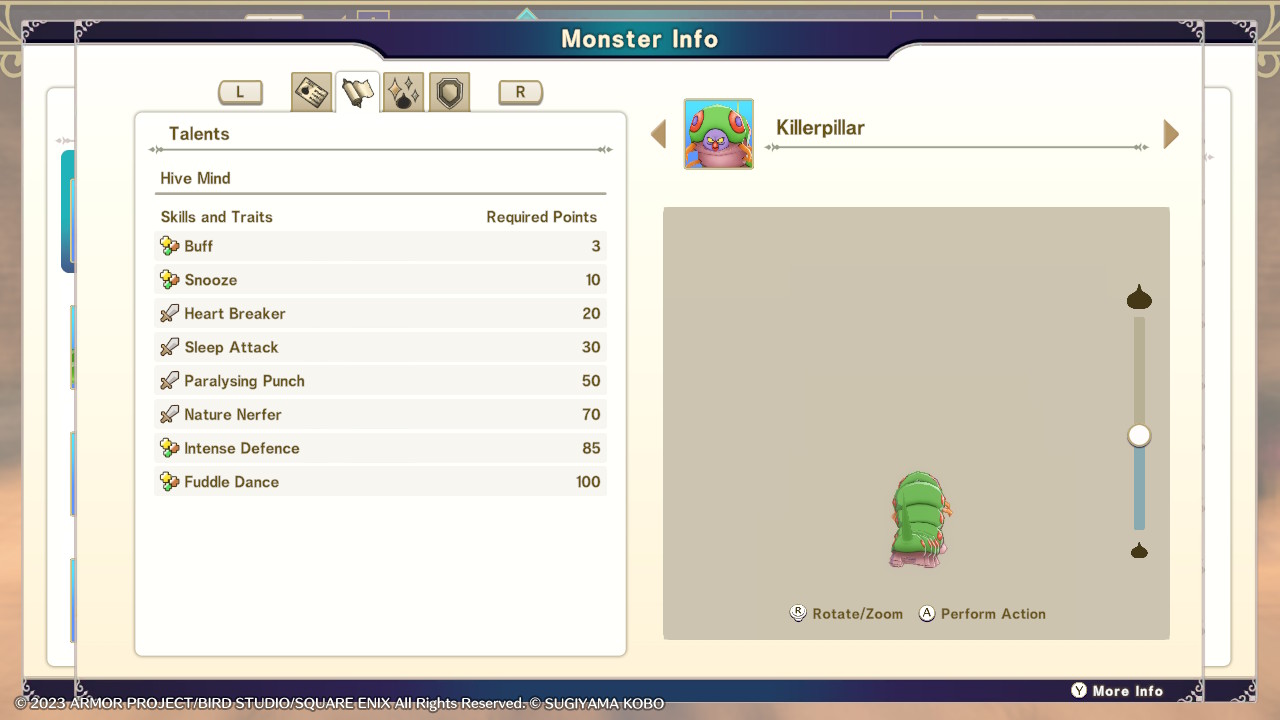 Monster Info
L
R
Talents
Hive Mind
Skills and Traits Required Points
Buff 3
Snooze 10
Heart Breaker 20
Sleep Attack 30
Paralysing Punch 50
Nature Nerfer 70
Intense Defence 85
Fuddle Dance 100
Killerpillar
R Rotate/Zoom A Perform Action
Y More Info
© 2023 ARMOR PROJECT/BIRD STUDIO/SQUARE ENIX All Rights Reserved. © SUGIYAMA KOBO